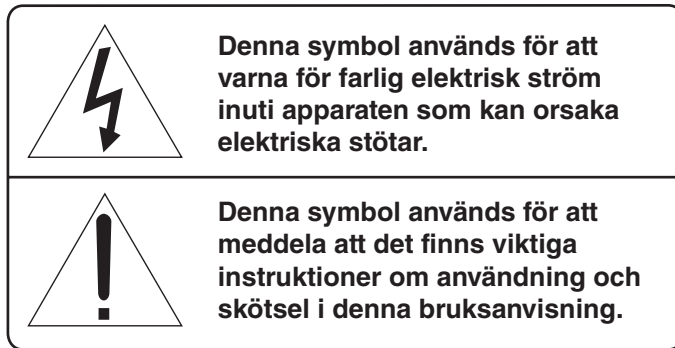 Denna symbol används för att
varna för farlig elektrisk ström
inuti apparaten som kan orsaka
elektriska stötar.
Denna symbol används för att
meddela att det finns viktiga
instruktioner om användning och
skötsel i denna bruksanvisning.